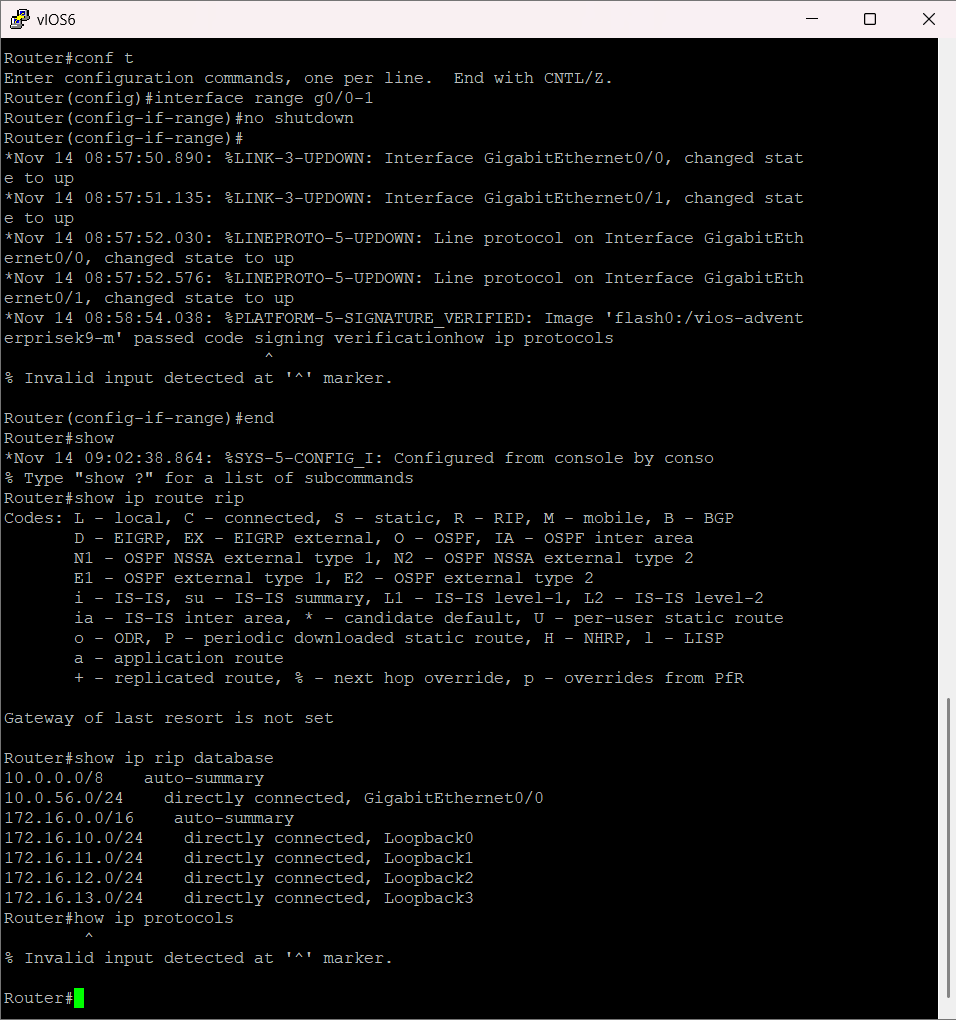 vIOS6
Router#conf t
Enter configuration commands, one per line.  End with CNTL/Z.
Router(config)#interface range g0/0-1
Router(config-if-range)#no shutdown
Router(config-if-range)#
*Nov 14 08:57:50.890: %LINK-3-UPDOWN: Interface GigabitEthernet0/0, changed stat
e to up
*Nov 14 08:57:51.135: %LINK-3-UPDOWN: Interface GigabitEthernet0/1, changed stat
e to up
*Nov 14 08:57:52.030: %LINEPROTO-5-UPDOWN: Line protocol on Interface GigabitEth
ernet0/0, changed state to up
*Nov 14 08:57:52.576: %LINEPROTO-5-UPDOWN: Line protocol on Interface GigabitEth
ernet0/1, changed state to up
*Nov 14 08:58:54.038: %PLATFORM-5-SIGNATURE_VERIFIED: Image 'flash0:/vios-advent
erprisek9-m' passed code signing verificationhow ip protocols
                          ^
% Invalid input detected at '^' marker.

Router(config-if-range)#end
Router#show
*Nov 14 09:02:38.864: %SYS-5-CONFIG_I: Configured from console by conso
% Type "show ?" for a list of subcommands
Router#show ip route rip
Codes: L - local, C - connected, S - static, R - RIP, M - mobile, B - BGP
       D - EIGRP, EX - EIGRP external, O - OSPF, IA - OSPF inter area
       N1 - OSPF NSSA external type 1, N2 - OSPF NSSA external type 2
       E1 - OSPF external type 1, E2 - OSPF external type 2
       i - IS-IS, su - IS-IS summary, L1 - IS-IS level-1, L2 - IS-IS level-2
       ia - IS-IS inter area, * - candidate default, U - per-user static route
       o - ODR, P - periodic downloaded static route, H - NHRP, l - LISP
       a - application route
       + - replicated route, % - next hop override, p - overrides from PfR

Gateway of last resort is not set

Router#show ip rip database
10.0.0.0/8    auto-summary
10.0.56.0/24    directly connected, GigabitEthernet0/0
172.16.0.0/16    auto-summary
172.16.10.0/24    directly connected, Loopback0
172.16.11.0/24    directly connected, Loopback1
172.16.12.0/24    directly connected, Loopback2
172.16.13.0/24    directly connected, Loopback3
Router#how ip protocols
        ^
% Invalid input detected at '^' marker.

Router#